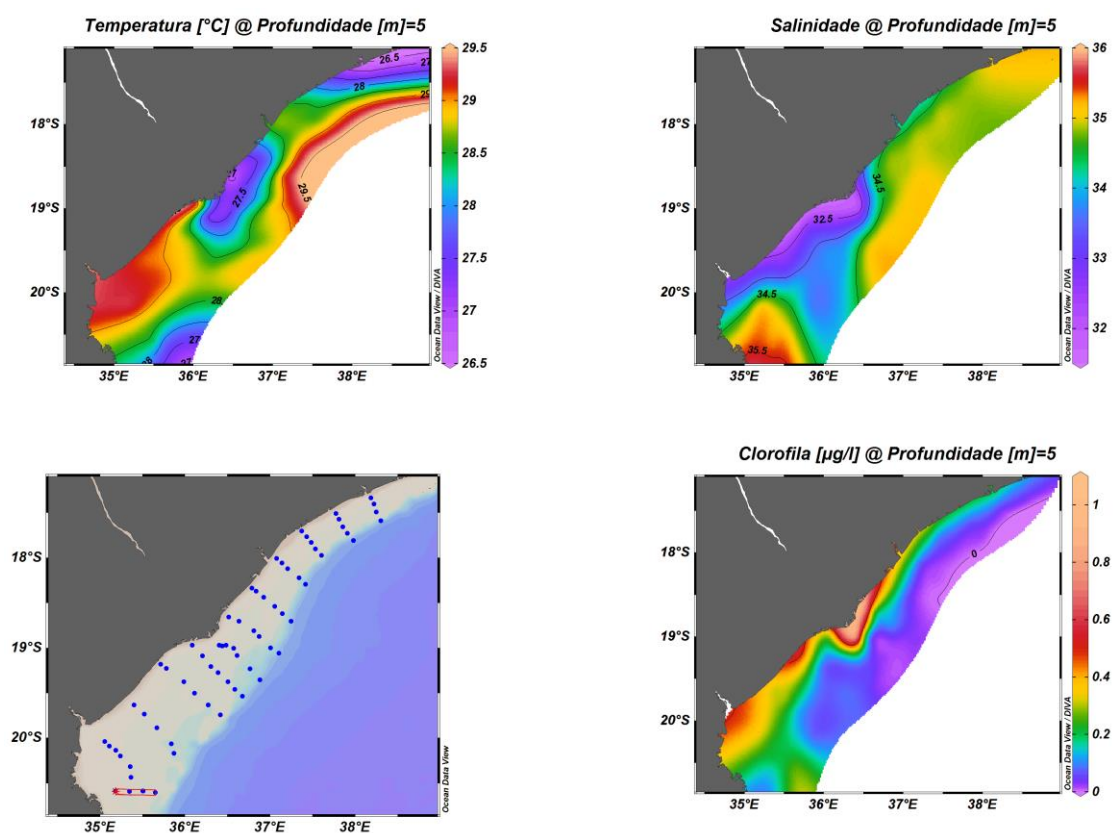 Temperatura [°C] @ Profundidade [m]=5
Salinidade @ Profundidade [m]=5
18°S
19°S
20°S
35°E
36°E
37°E
38°E
26.5
27
28
29.5
27.5
28
27
27
28
29.5
29
28.5
28
27.5
27
26.5
Ocean Data View / DIVA
18°S
19°S
20°S
35°E
36°E
37°E
38°E
34.5
32.5
34.5
35.5
36
35
34
33
32
Ocean Data View / DIVA
Clorofila [µg/l] @ Profundidade [m]=5
18°S
19°S
20°S
35°E
36°E
37°E
38°E
Ocean Data View
18°S
19°S
20°S
35°E
36°E
37°E
38°E
0
1
0.8
0.6
0.4
0.2
0
Ocean Data View / DIVA